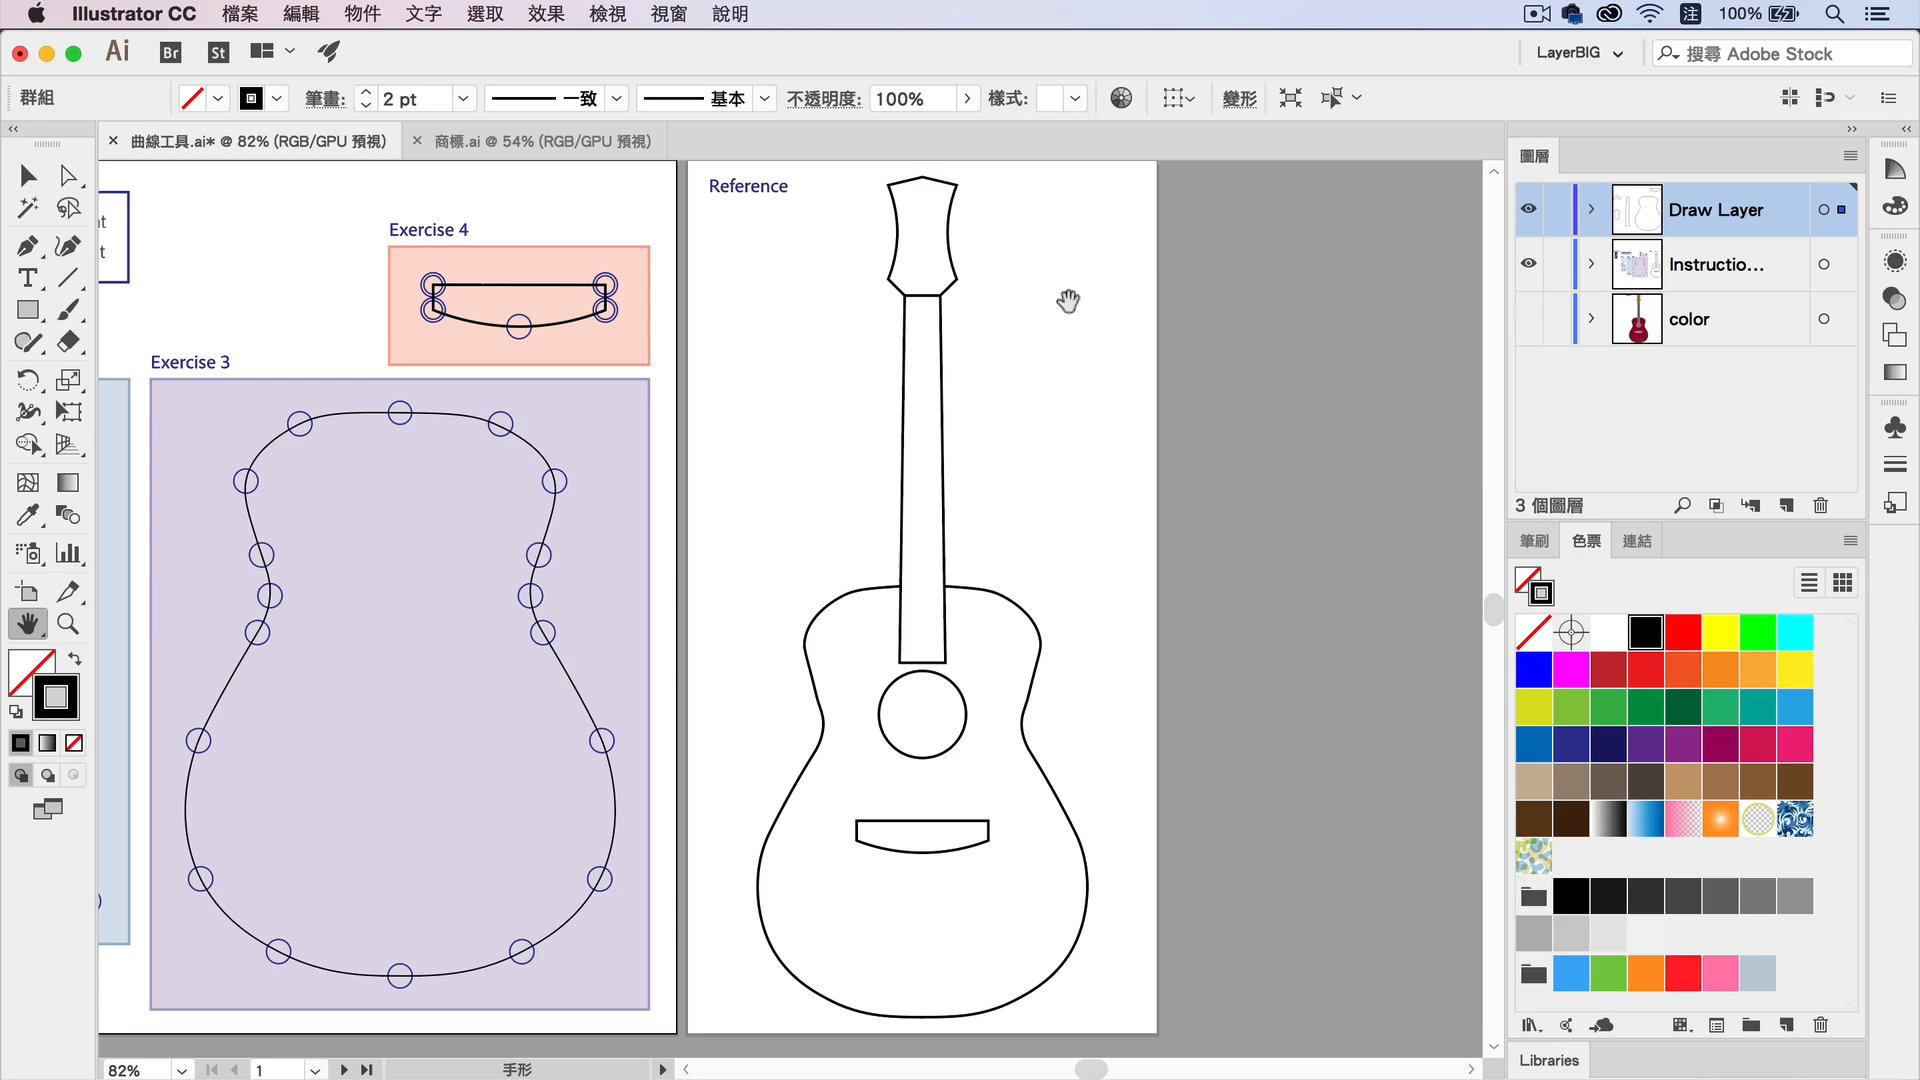 Illustrator CC 檔案 編輯 物件 文字 選取 效果 檢視 視窗 說明 注 100%
Ai Br St LayerBIG 搜尋 Adobe Stock
群組 筆畫: 2 pt 一致 基本 不透明度: 100% 樣式: 變形
× 曲線工具.ai* @ 82% (RGB/GPU 預視) × 商標.ai @ 54% (RGB/GPU 預視)
圖層
Draw Layer
Instructio...
color
3 個圖層
筆刷 色票 連結
Libraries
t
t
Exercise 4
Exercise 3
Reference
82% 1 手形